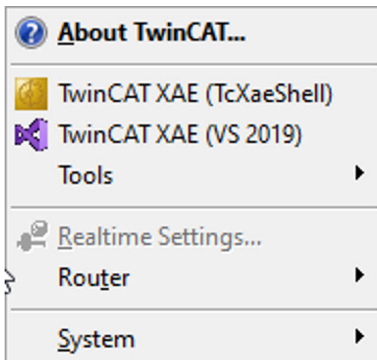 About TwinCAT...
TwinCAT XAE (TcXaeShell)
TwinCAT XAE (VS 2019)
Tools
Realtime Settings...
Router
System